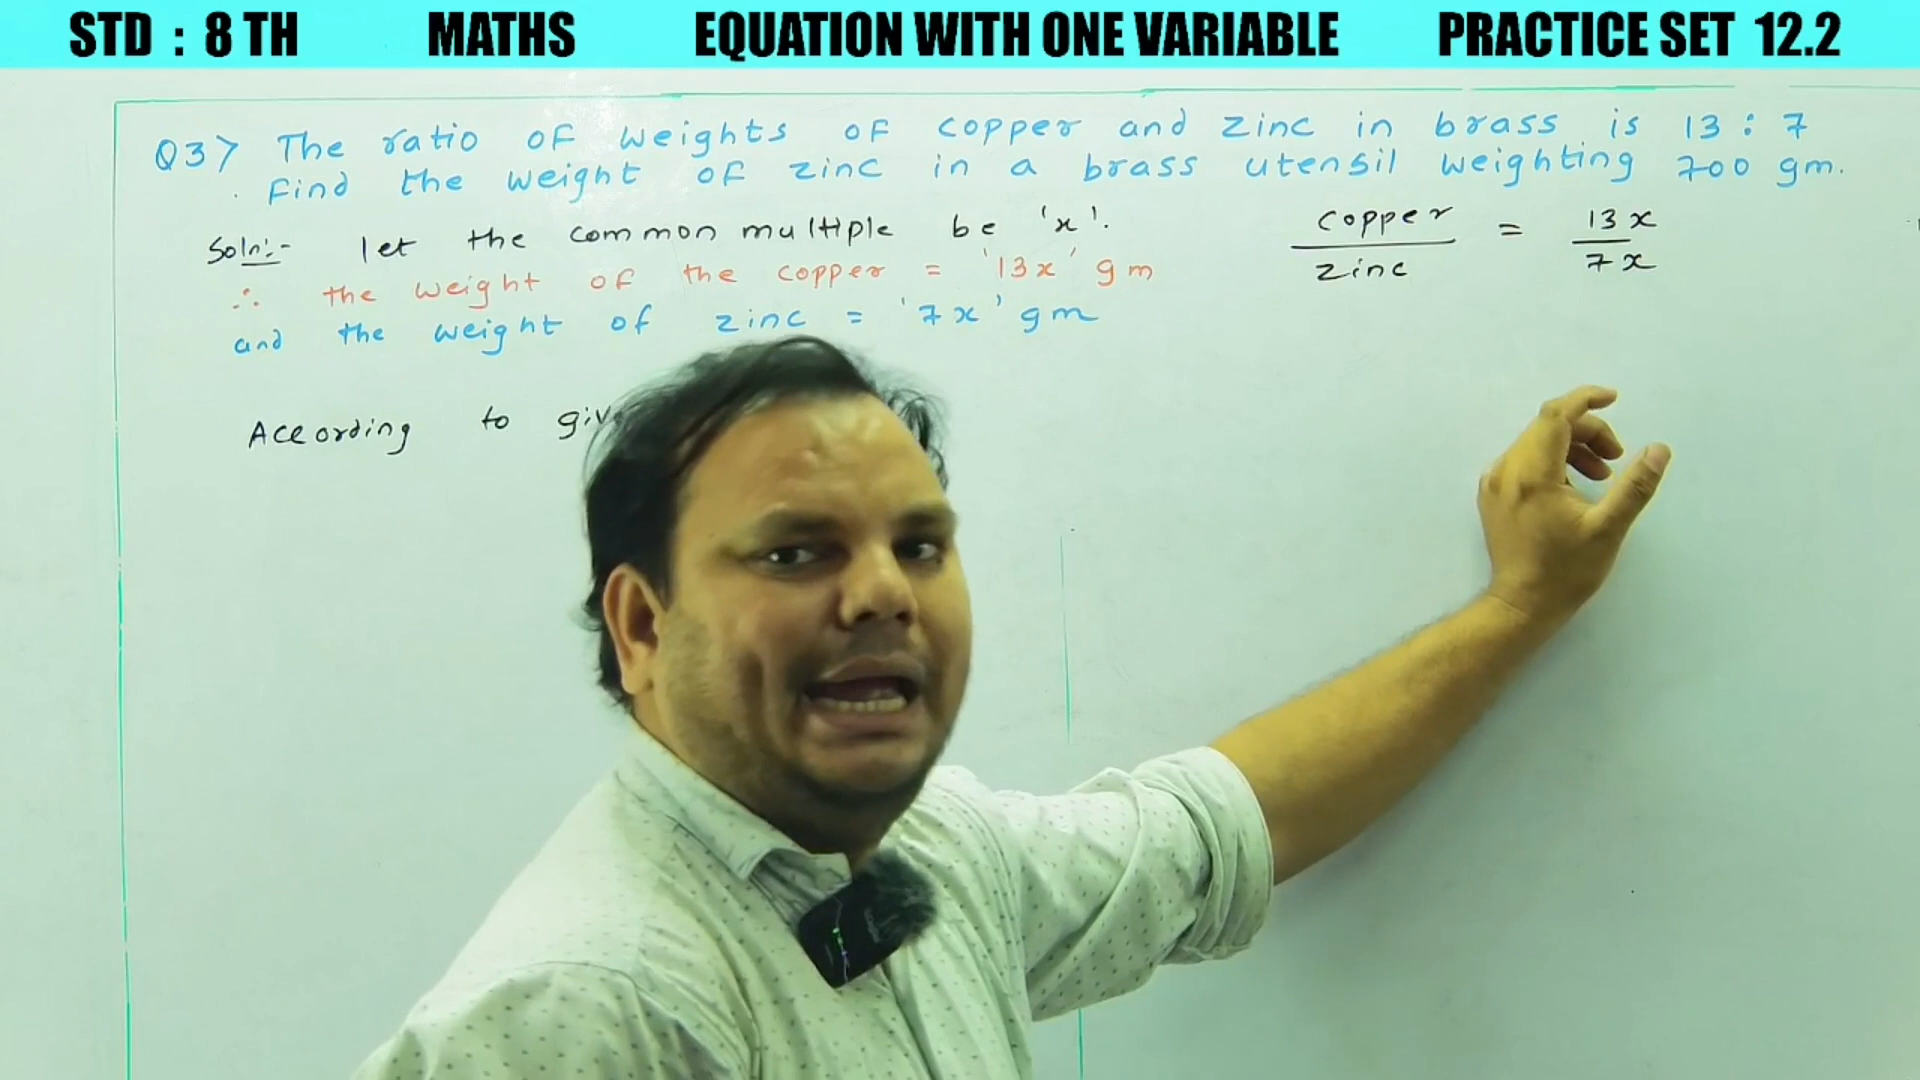 STD : 8 TH MATHS EQUATION WITH ONE VARIABLE PRACTICE SET 12.2
Q3> The ratio of weights of copper and zinc in brass is 13 : 7
Find the weight of zinc in a brass utensil weighting 700 gm.
Soln:- let the common multiple be 'x'.
∴ the weight of the copper = '13x' gm
and the weight of zinc = '7x' gm
copper = 13x
zinc 7x
According to